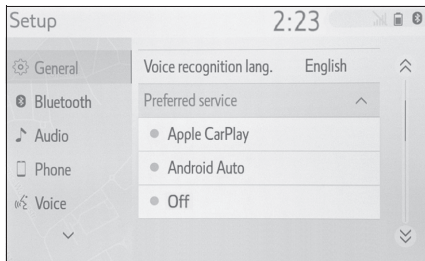 Setup 2:23
General
Bluetooth
Audio
Phone
Voice
Voice recognition lang. English
Preferred service
Apple CarPlay
Android Auto
Off